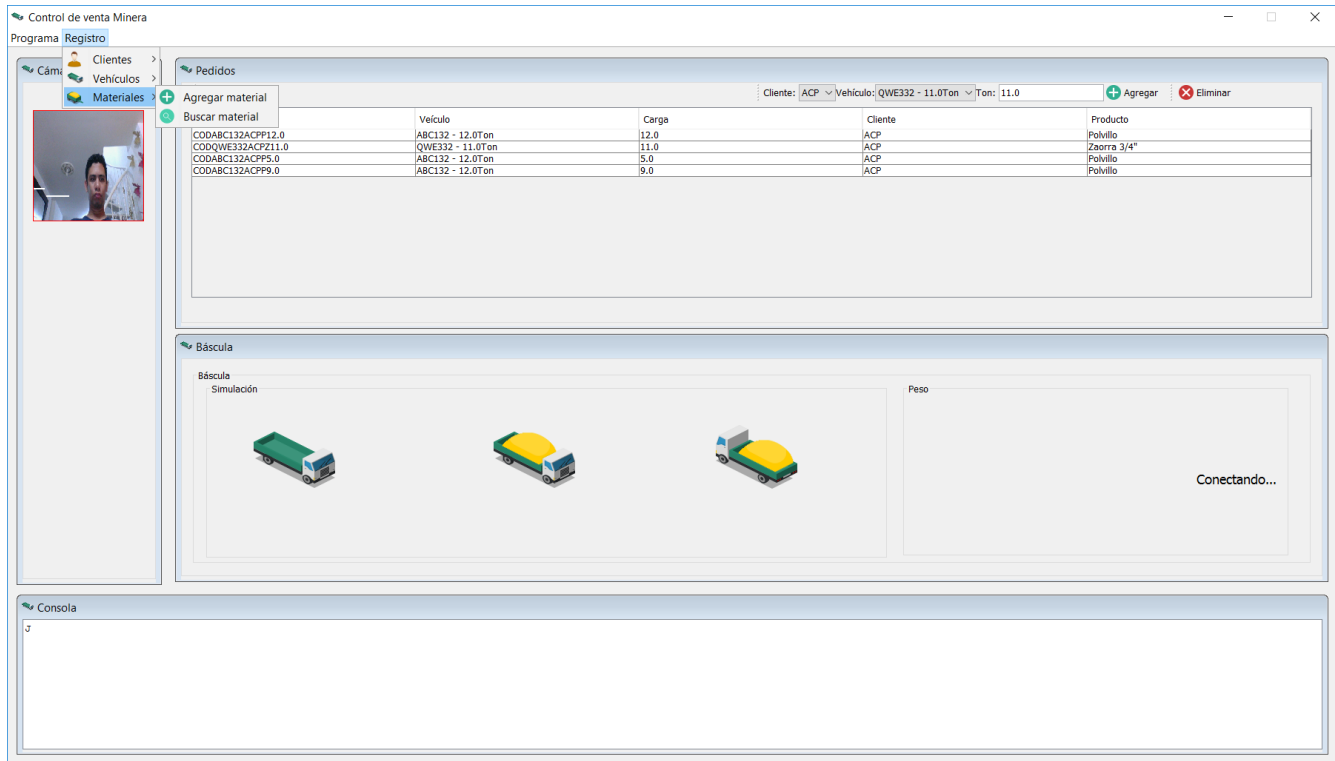 Control de venta Minera
Programa Registro
Clientes
Vehículos
Materiales
Agregar material
Buscar material
Pedidos
Cliente: ACP Vehículo: QWE332 - 11.0Ton Ton: 11.0 Agregar Eliminar
Veículo Carga Cliente Producto
CODABC132ACPP12.0 ABC132 - 12.0Ton 12.0 ACP Polvillo
CODQWE332ACPZ11.0 QWE332 - 11.0Ton 11.0 ACP Zaorra 3/4"
CODABC132ACPP5.0 ABC132 - 12.0Ton 5.0 ACP Polvillo
CODABC132ACPP9.0 ABC132 - 12.0Ton 9.0 ACP Polvillo
Báscula
Báscula
Simulación
Peso
Conectando...
Consola
J